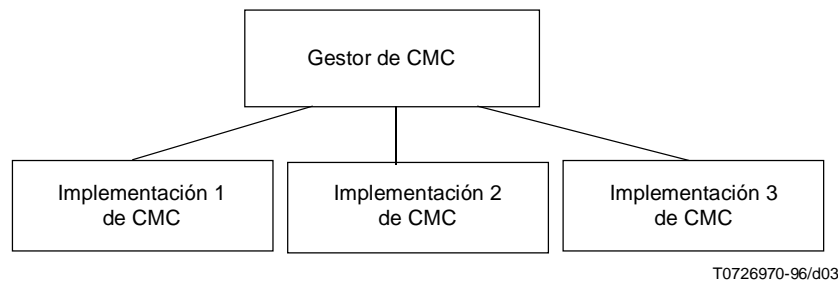 Gestor de CMC
Implementación 1
de CMC
Implementación 2
de CMC
Implementación 3
de CMC
T0726970-96/d03